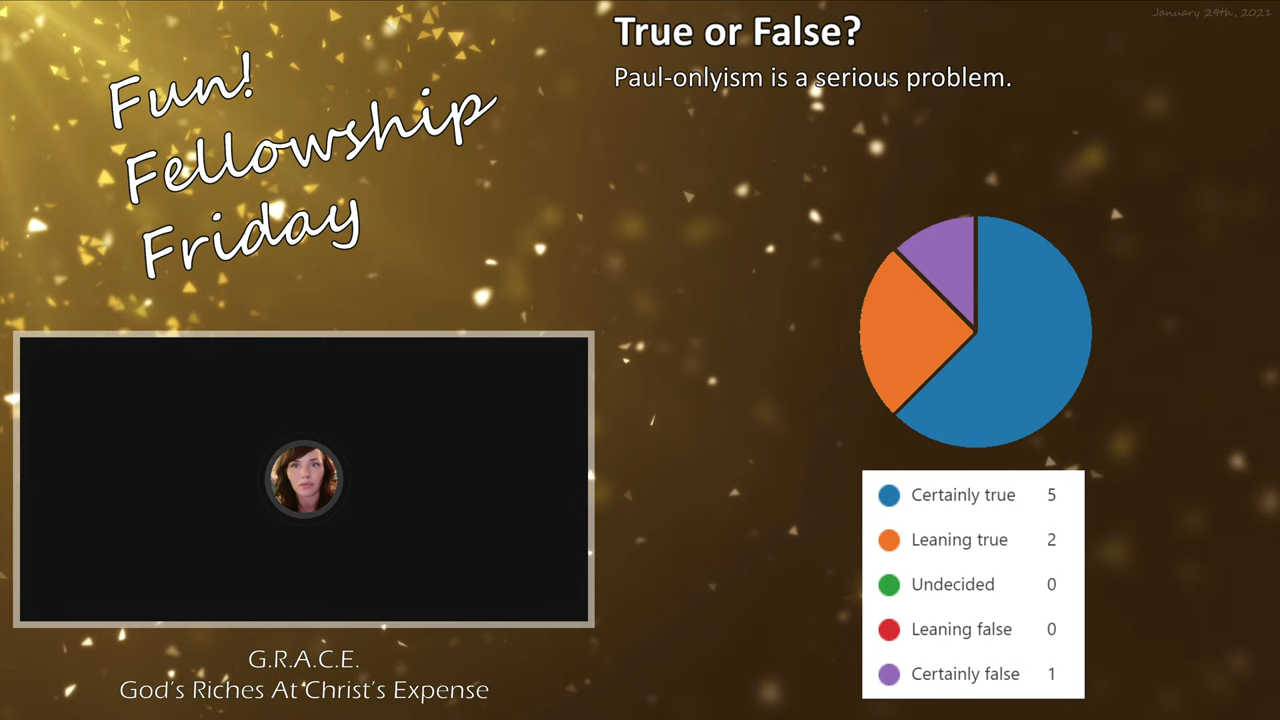 January 29th, 2021
Fun!
Fellowship
Friday
True or False?
Paul-onlyism is a serious problem.
Certainly true 5
Leaning true 2
Undecided 0
Leaning false 0
Certainly false 1
G.R.A.C.E.
God's Riches At Christ's Expense